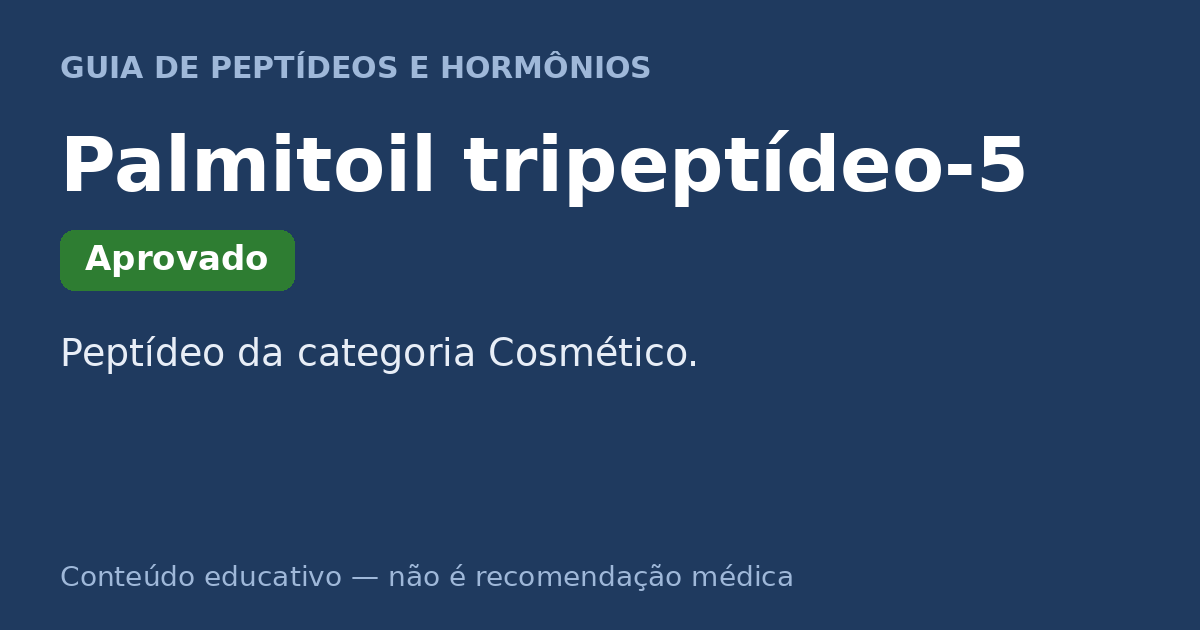 GUIA DE PEPTÍDEOS E HORMÔNIOS
Palmitoil tripeptídeo-5
Aprovado
Peptídeo da categoria Cosmético.
Conteúdo educativo — não é recomendação médica